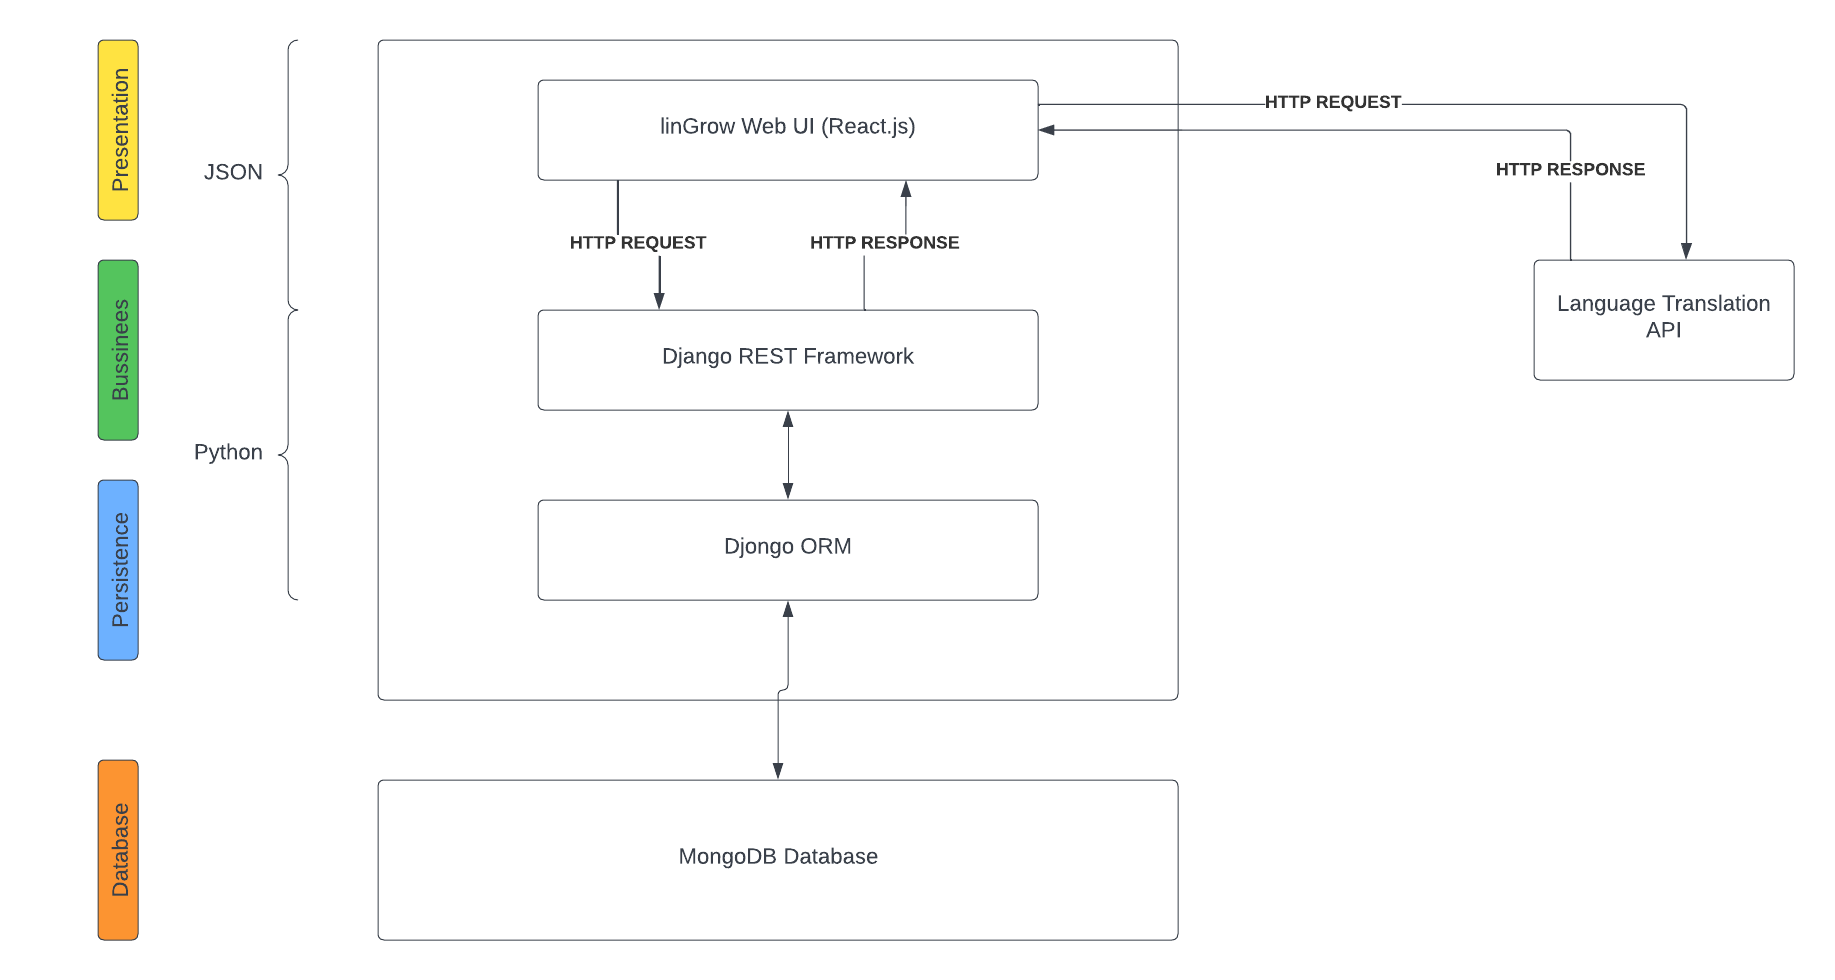 Presentation
JSON
linGrow Web UI (React.js)
HTTP REQUEST
HTTP RESPONSE
HTTP REQUEST
HTTP RESPONSE
Bussinees
Django REST Framework
Language Translation
API
Python
Persistence
Djongo ORM
Database
MongoDB Database